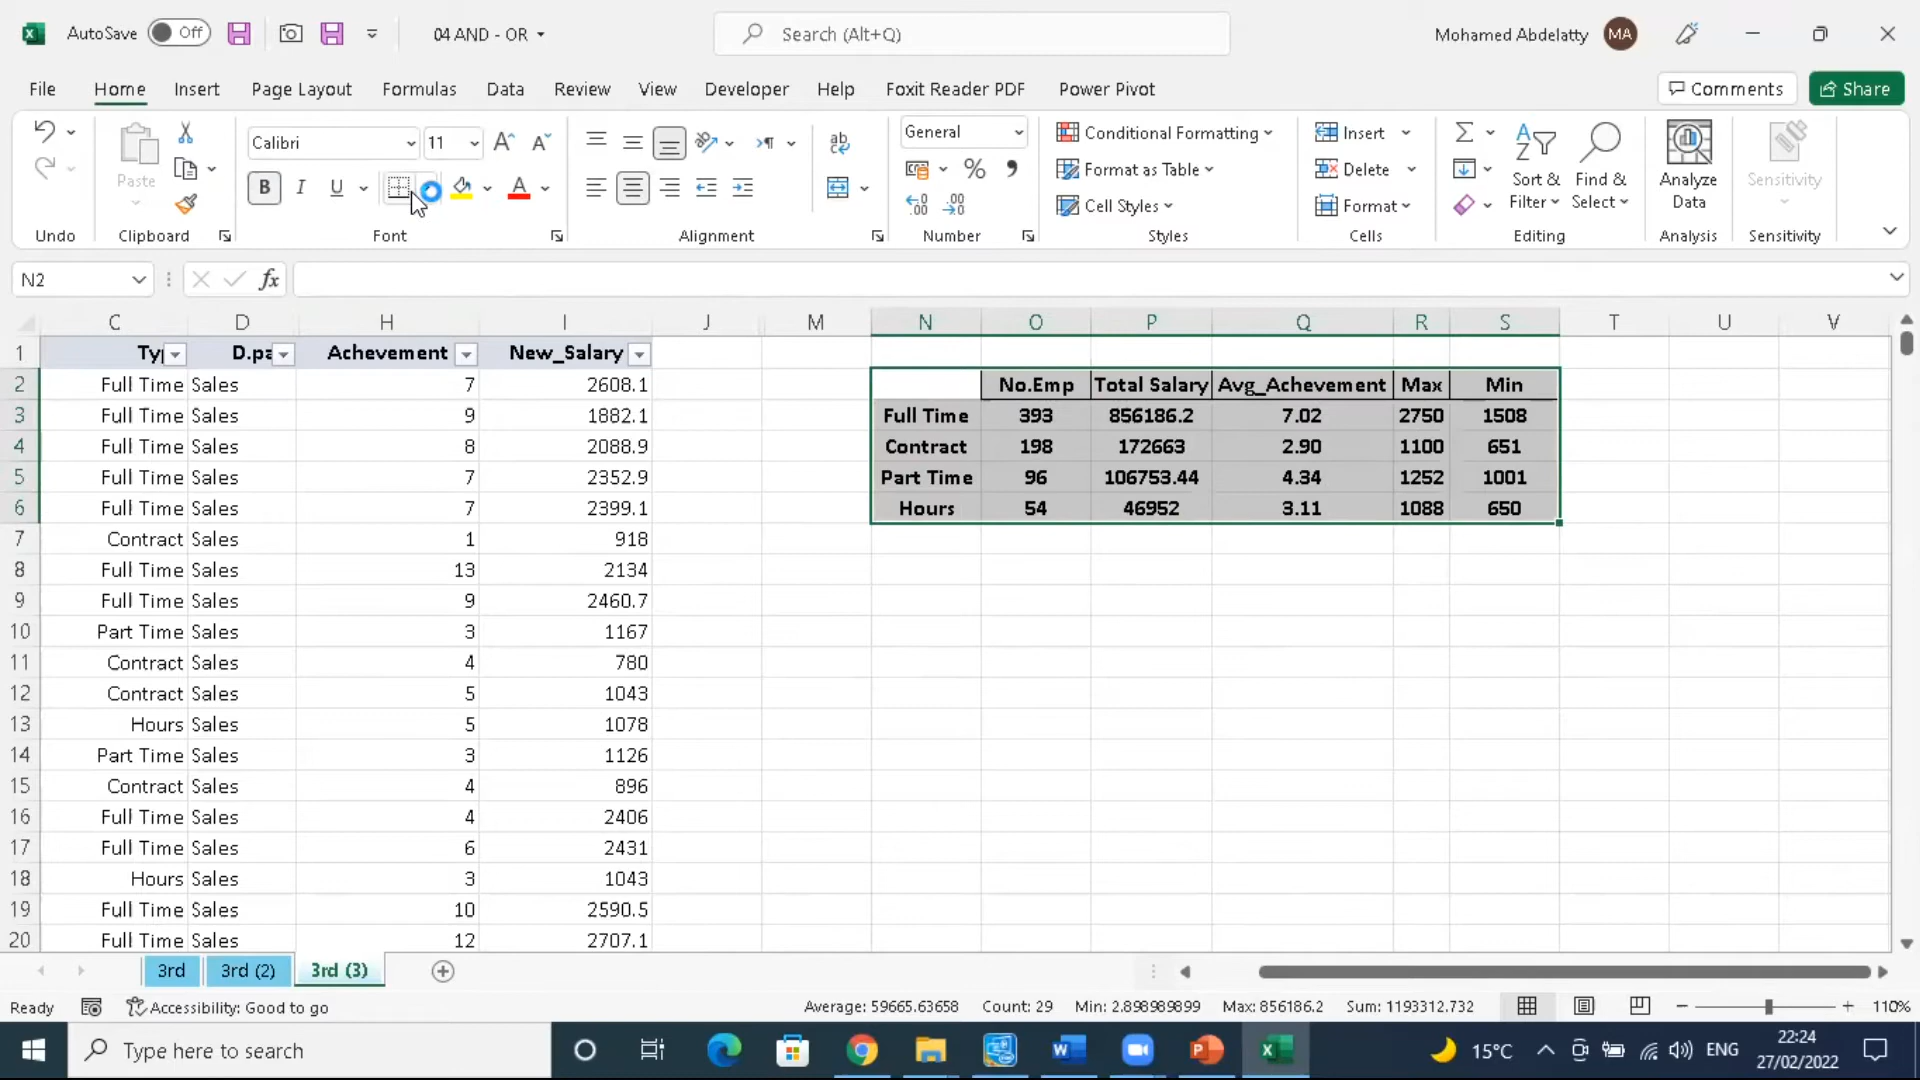 AutoSave Off 04 AND - OR Search (Alt+Q) Mohamed Abdelatty MA
File Home Insert Page Layout Formulas Data Review View Developer Help Foxit Reader PDF Power Pivot Comments Share
Paste Calibri 11 General Conditional Formatting Format as Table Cell Styles Insert Delete Format Sort & Filter Find & Select Analyze Data Sensitivity
Undo Clipboard Font Alignment Number Styles Cells Editing Analysis Sensitivity
N2 fx
C D H I J M N O P Q R S T U V
1 Ty D.pa Achevement New_Salary
2 Full Time Sales 7 2608.1 No.Emp Total Salary Avg_Achevement Max Min
3 Full Time Sales 9 1882.1 Full Time 393 856186.2 7.02 2750 1508
4 Full Time Sales 8 2088.9 Contract 198 172663 2.90 1100 651
5 Full Time Sales 7 2352.9 Part Time 96 106753.44 4.34 1252 1001
6 Full Time Sales 7 2399.1 Hours 54 46952 3.11 1088 650
7 Contract Sales 1 918
8 Full Time Sales 13 2134
9 Full Time Sales 9 2460.7
10 Part Time Sales 3 1167
11 Contract Sales 4 780
12 Contract Sales 5 1043
13 Hours Sales 5 1078
14 Part Time Sales 3 1126
15 Contract Sales 4 896
16 Full Time Sales 4 2406
17 Full Time Sales 6 2431
18 Hours Sales 3 1043
19 Full Time Sales 10 2590.5
20 Full Time Sales 12 2707.1
3rd 3rd (2) 3rd (3)
Ready Accessibility: Good to go Average: 59665.63658 Count: 29 Min: 2.898989899 Max: 856186.2 Sum: 1193312.732 110%
Type here to search 15°C ENG 22:24
27/02/2022